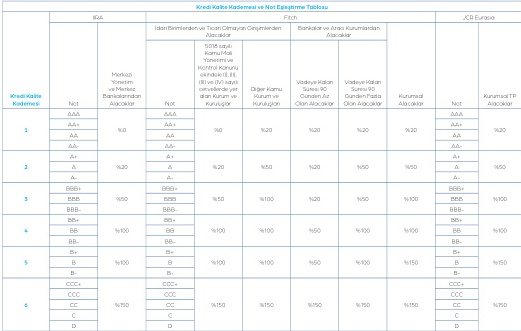 Kredi Kalite Kademesi ve Not Eşleştirme Tablosu
IRA Fitch JCR Eurasia
İdari Birimlerden ve Ticari Olmayan Girişimlerden Alacaklar
Bankalar ve Aracı Kurumlardan Alacaklar
Kredi Kalite Kademesi
Not
Merkezi Yönetim ve Merkez Bankalarından Alacaklar
Not
5018 sayılı Kamu Mali Yönetimi ve Kontrol Kanunu ekindeki (I), (II), (III) ve (IV) sayılı cetvellerde yer alan Kurum ve Kuruluşlar
Diğer Kamu Kurum ve Kuruluşları
Vadeye Kalan Süresi 90 Günden Az Olan Alacaklar
Vadeye Kalan Süresi 90 Günden Fazla Olan Alacaklar
Kurumsal Alacaklar
Not
Kurumsal TP Alacaklar
AAA AAA AAA
AA+ AA+ AA+
1 %0 %0 %20 %20 %20 %20 %20
AA AA AA
AA- AA- AA-
A+ A+ A+
2 A %20 A %20 %50 %20 %50 %50 A %50
A- A- A-
BBB+ BBB+ BBB+
3 BBB %50 BBB %50 %100 %20 %50 %100 BBB %100
BBB- BBB- BBB-
BB+ BB+ BB+
4 BB %100 BB %100 %100 %50 %100 %100 BB %100
BB- BB- BB-
B+ B+ B+
5 B %100 B %100 %100 %50 %100 %150 B %150
B- B- B-
CCC+ CCC+ CCC+
CCC CCC CCC
6 CC %150 CC %150 %150 %150 %150 %150 CC %150
C C C
D D D